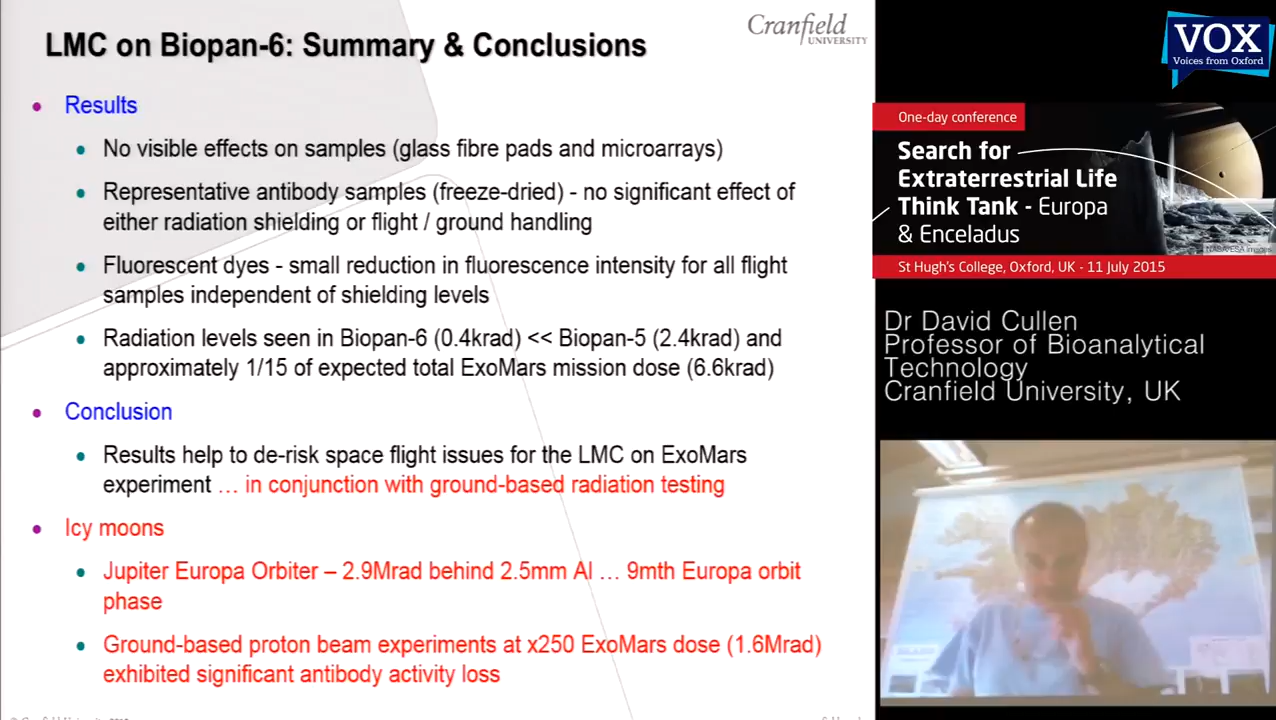 LMC on Biopan-6: Summary & Conclusions
Cranfield
UNIVERSITY
Results
No visible effects on samples (glass fibre pads and microarrays)
Representative antibody samples (freeze-dried) - no significant effect of
either radiation shielding or flight / ground handling
Fluorescent dyes - small reduction in fluorescence intensity for all flight
samples independent of shielding levels
Radiation levels seen in Biopan-6 (0.4krad) << Biopan-5 (2.4krad) and
approximately 1/15 of expected total ExoMars mission dose (6.6krad)
Conclusion
Results help to de-risk space flight issues for the LMC on ExoMars
experiment … in conjunction with ground-based radiation testing
Icy moons
Jupiter Europa Orbiter – 2.9Mrad behind 2.5mm Al … 9mth Europa orbit
phase
Ground-based proton beam experiments at x250 ExoMars dose (1.6Mrad)
exhibited significant antibody activity loss
VOX
Voices from Oxford
One-day conference
Search for
Extraterrestrial Life
Think Tank - Europa
& Enceladus
NASA/ESA images
St Hugh's College, Oxford, UK - 11 July 2015
Dr David Cullen
Professor of Bioanalytical
Technology
Cranfield University, UK